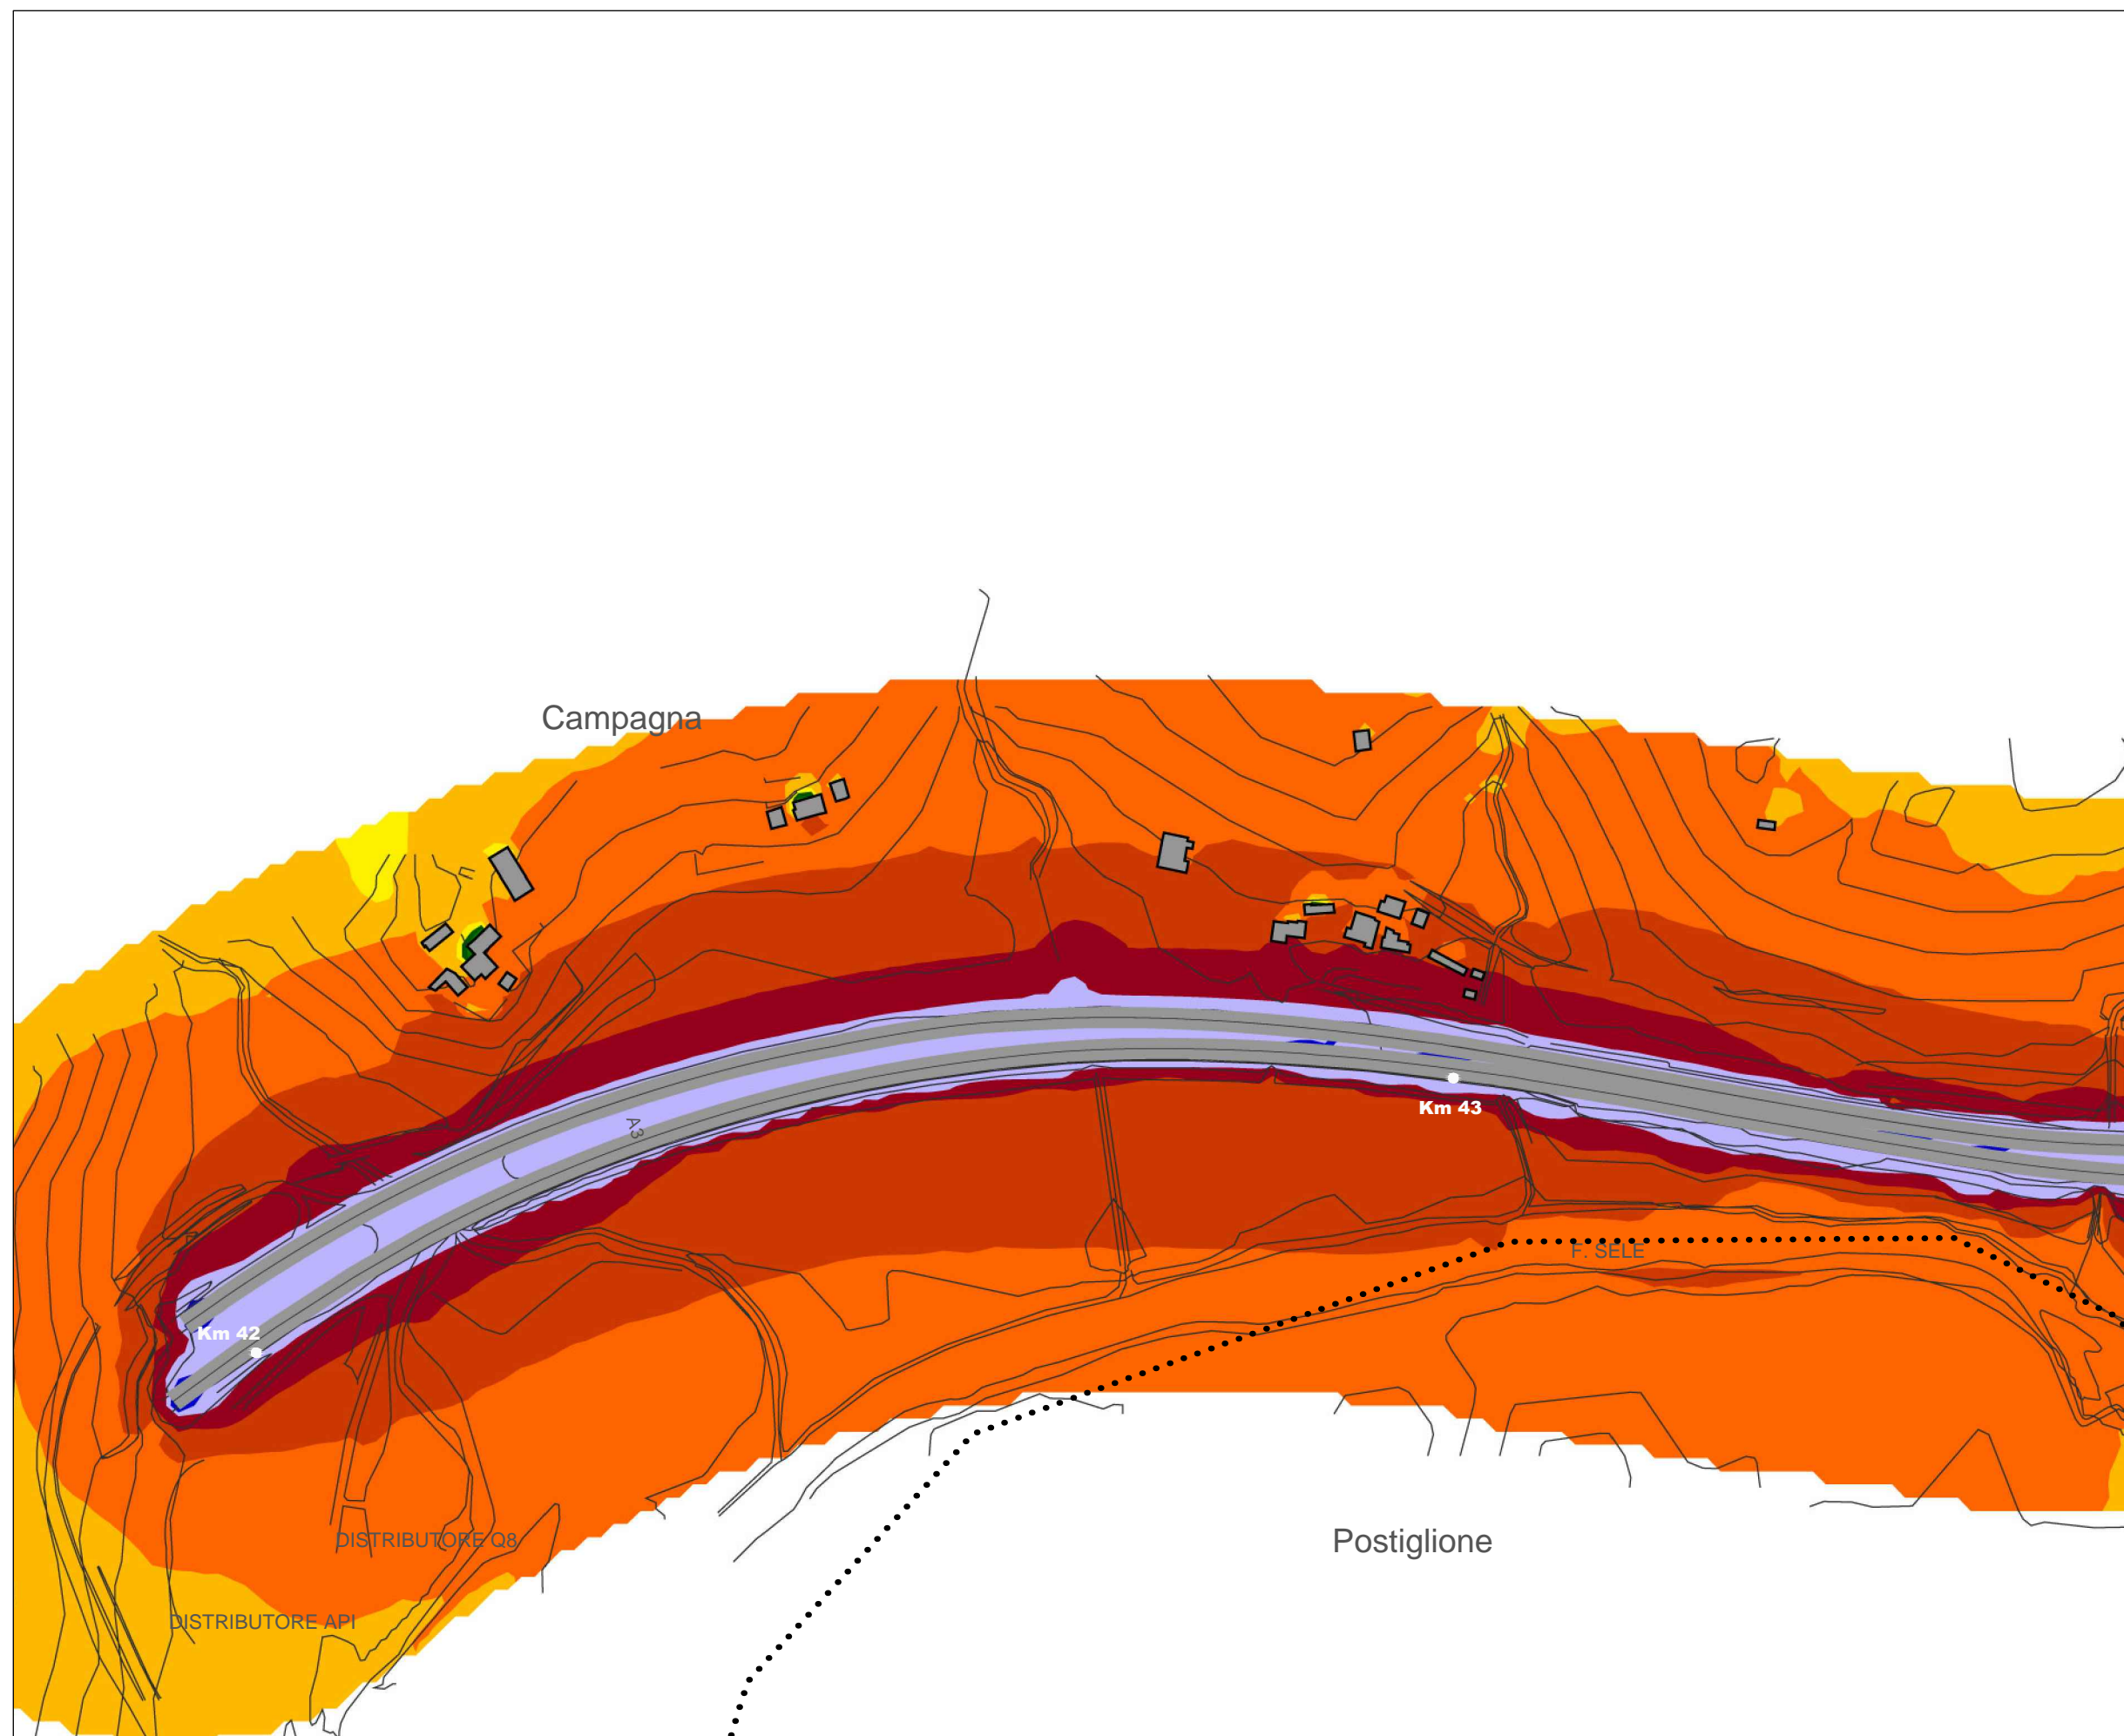 Campagna
A3
Km 43
F. SELE
Km 42
DISTRIBUTORE Q8
Postiglione
DISTRIBUTORE API